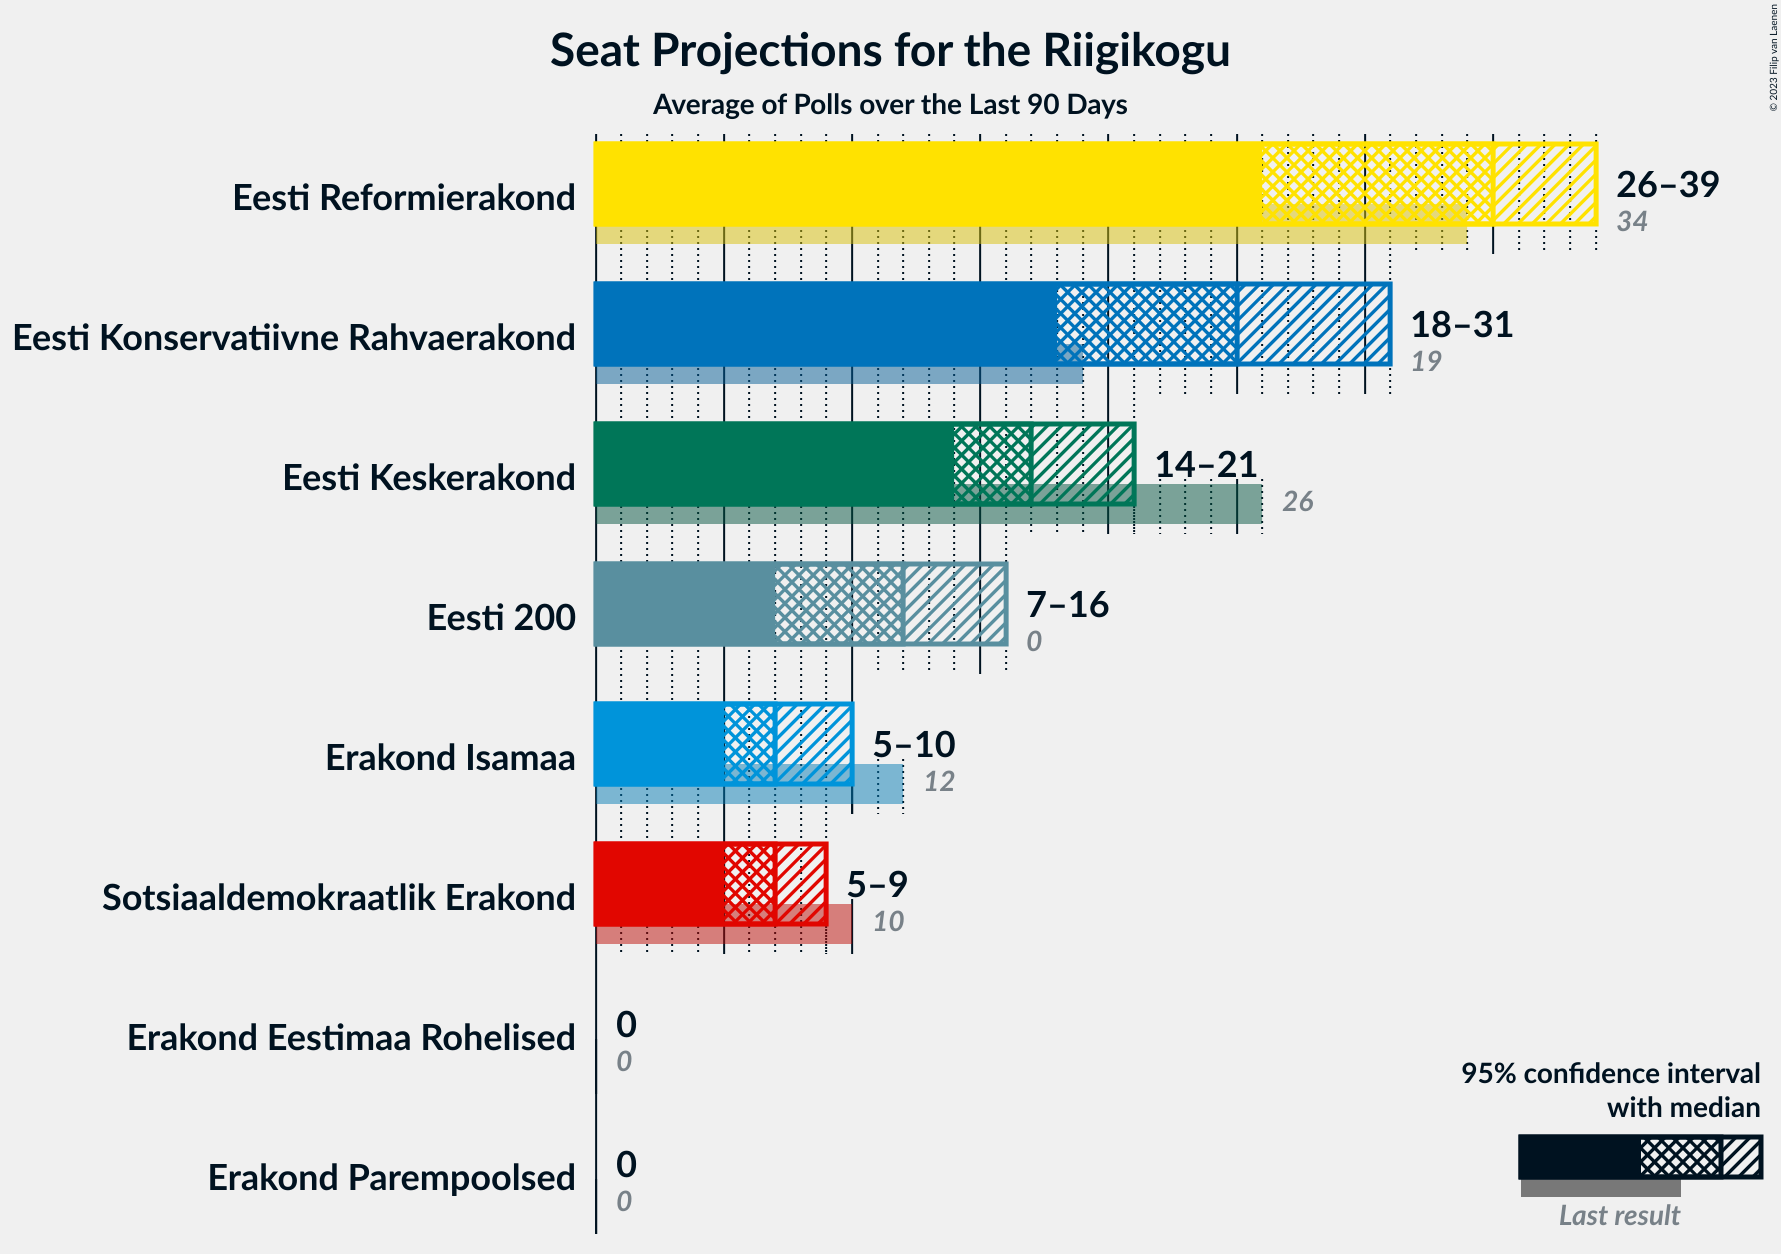 Seat Projections for the Riigikogu
Average of Polls over the Last 90 Days
© 2023 Filip van Laenen
Eesti Reformierakond
26–39
34
Eesti Konservatiivne Rahvaerakond
18–31
19
Eesti Keskerakond
14–21
26
Eesti 200
7–16
0
Erakond Isamaa
5–10
12
Sotsiaaldemokraatlik Erakond
5–9
10
Erakond Eestimaa Rohelised
0
0
Erakond Parempoolsed
0
0
95% confidence interval
with median
Last result